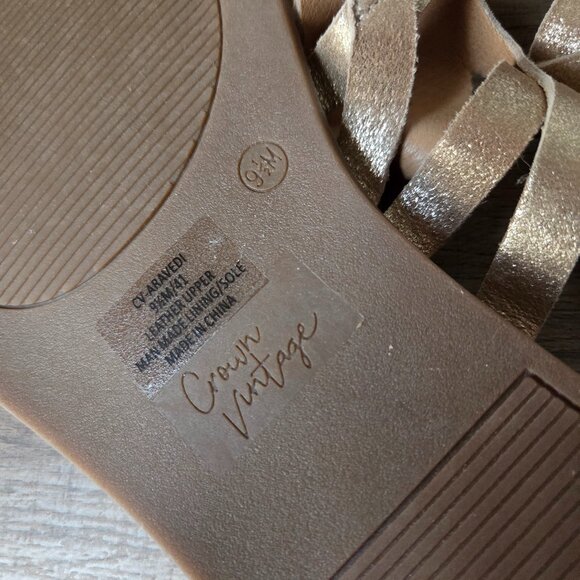 9½M
CV-ARAVEDI
9½M/41
LEATHER UPPER
MAN MADE LINING/SOLE
MADE IN CHINA
Crown
Vintage